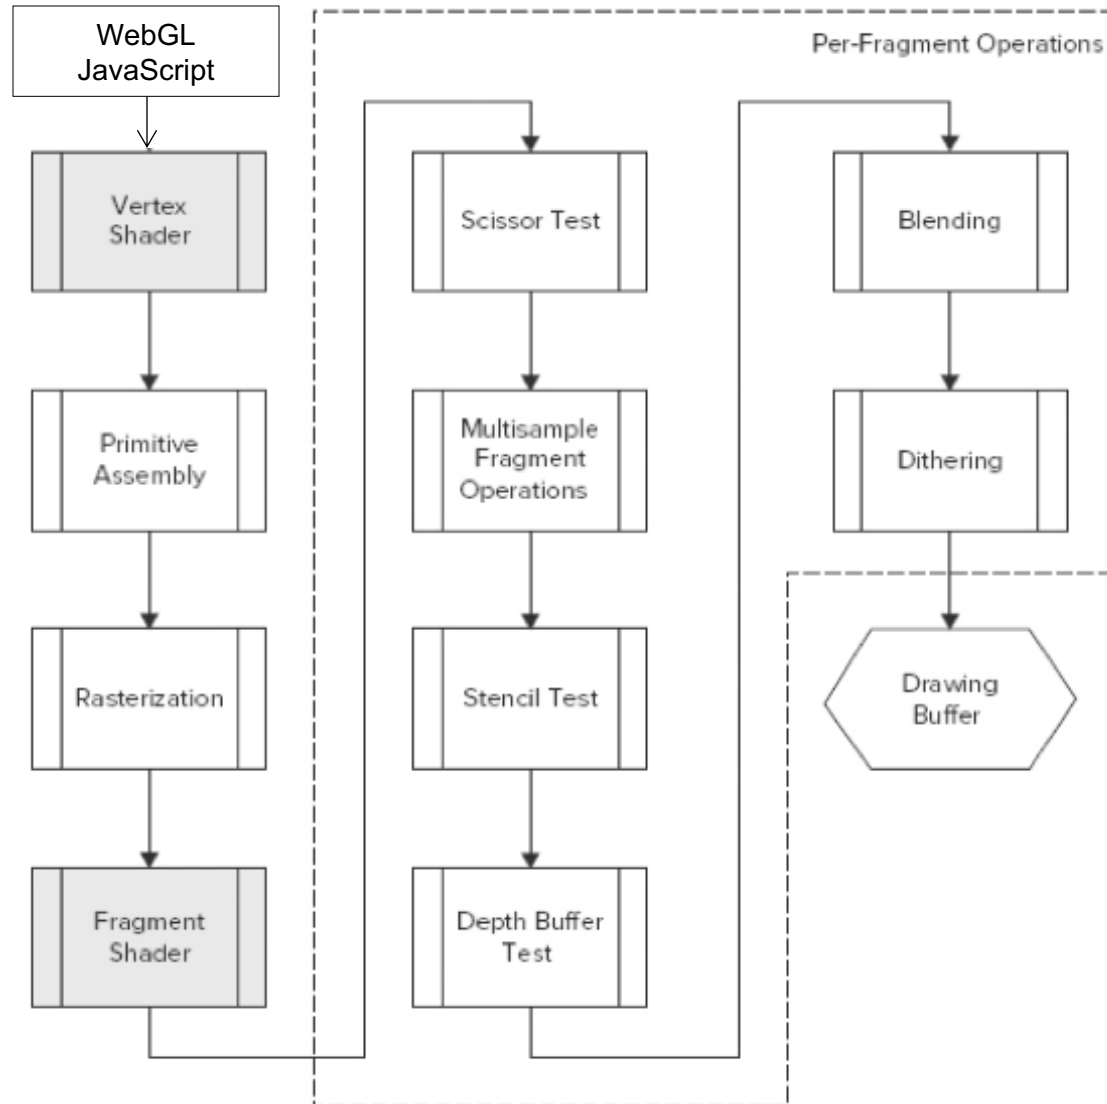 WebGL
JavaScript
Per-Fragment Operations
Vertex
Shader
Primitive
Assembly
Rasterization
Fragment
Shader
Scissor Test
Multisample
Fragment
Operations
Stencil Test
Depth Buffer
Test
Blending
Dithering
Drawing
Buffer